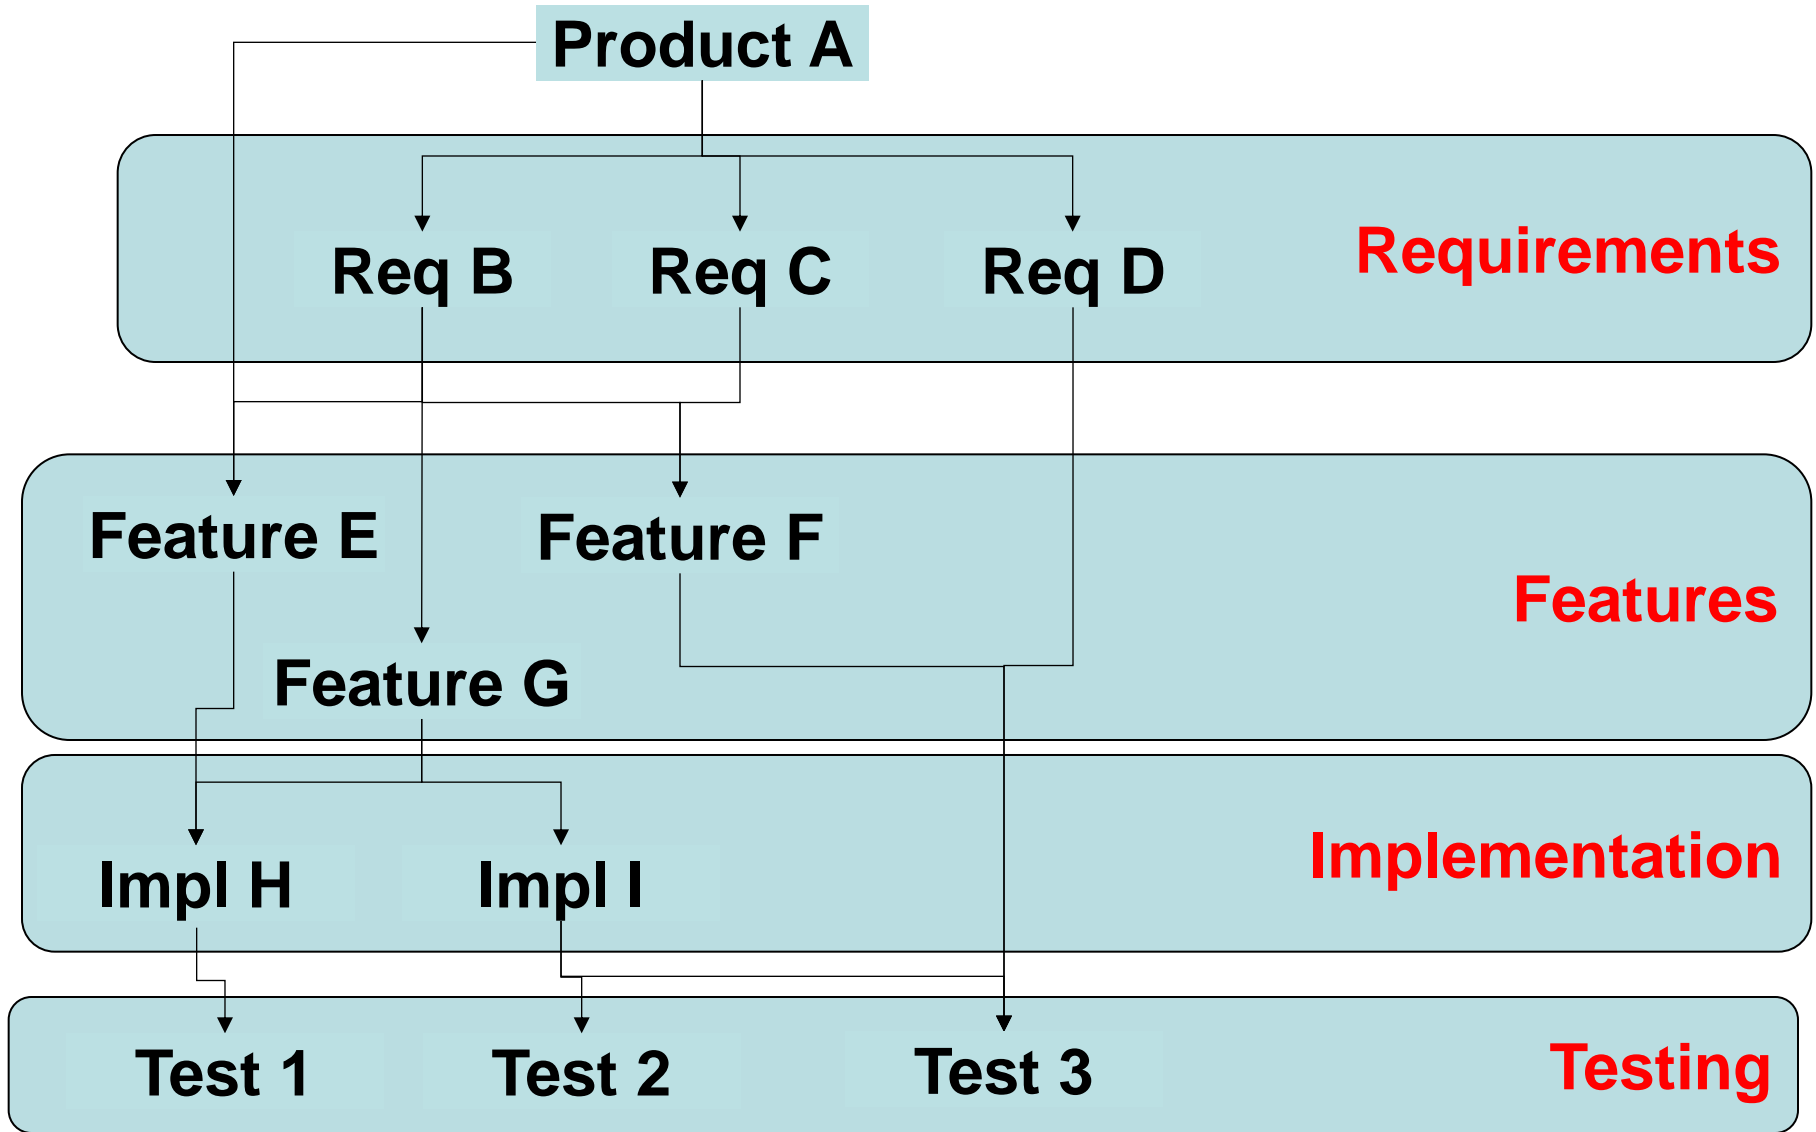 Product A
Requirements
Req B
Req C
Req D
Feature E
Feature F
Features
Feature G
Implementation
Impl H
Impl I
Testing
Test 1
Test 2
Test 3